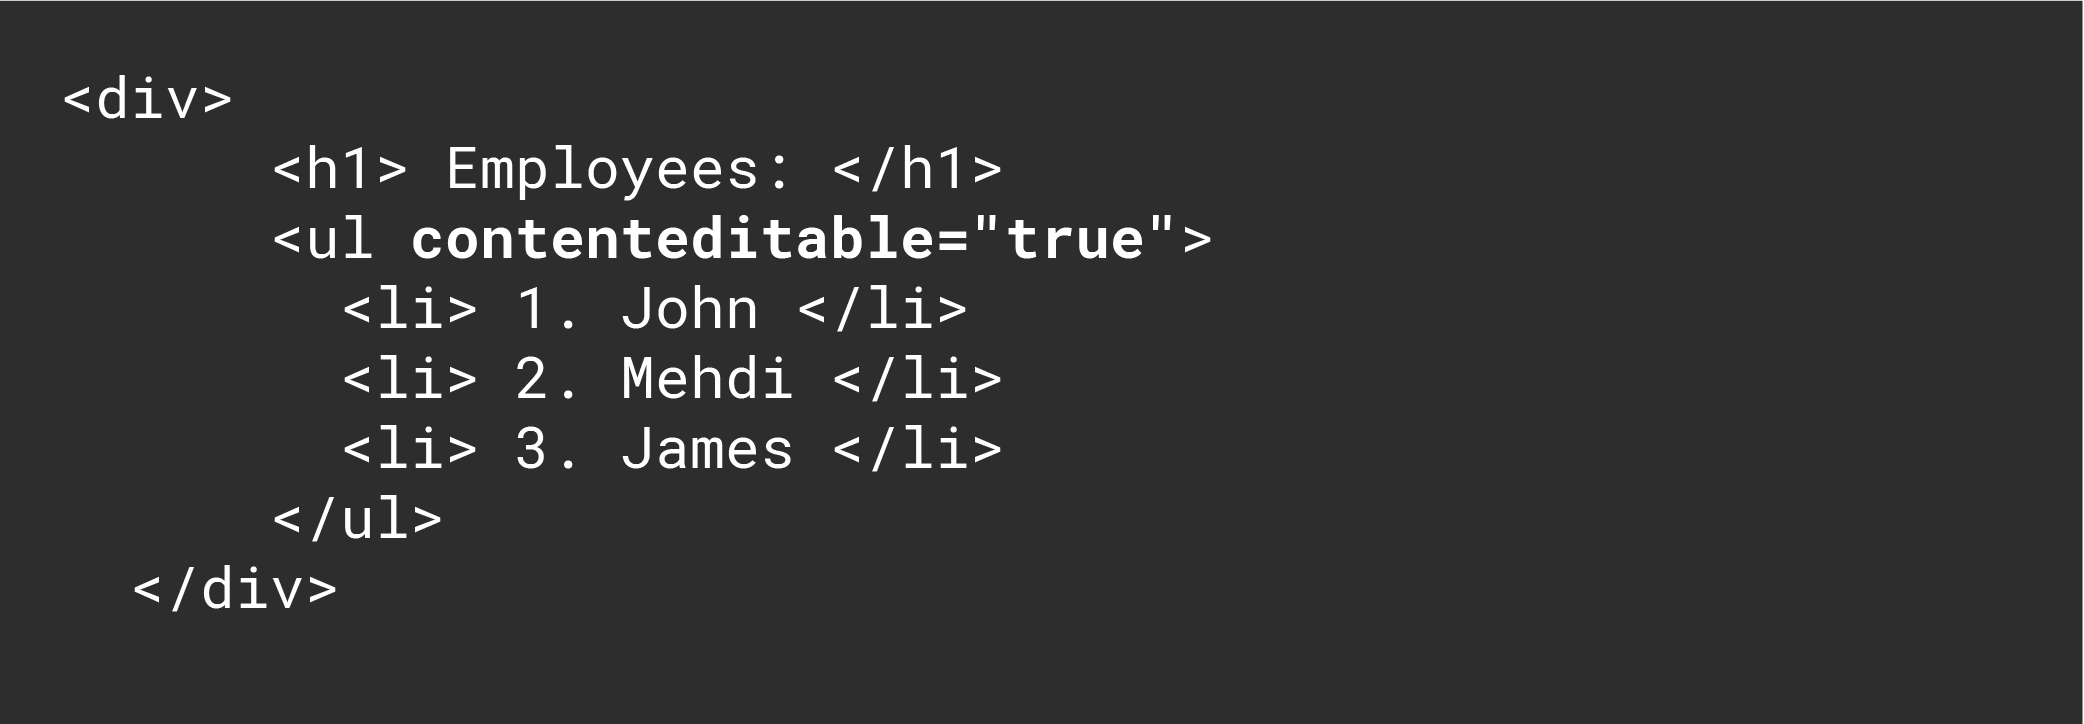 <div>
<h1> Employees: </h1>
<ul contenteditable="true">
<li> 1. John </li>
<li> 2. Mehdi </li>
<li> 3. James </li>
</ul>
</div>